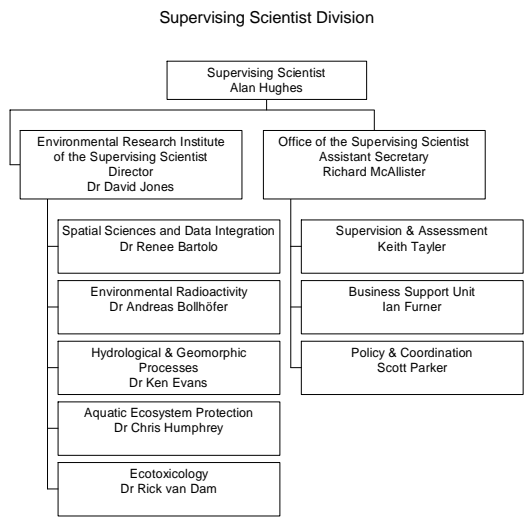 Supervising Scientist Division
Supervising Scientist
Alan Hughes
Environmental Research Institute
of the Supervising Scientist
Director
Dr David Jones
Office of the Supervising Scientist
Assistant Secretary
Richard McAllister
Spatial Sciences and Data Integration
Dr Renee Bartolo
Environmental Radioactivity
Dr Andreas Bollhöfer
Hydrological & Geomorphic
Processes
Dr Ken Evans
Aquatic Ecosystem Protection
Dr Chris Humphrey
Ecotoxicology
Dr Rick van Dam
Supervision & Assessment
Keith Tayler
Business Support Unit
Ian Furner
Policy & Coordination
Scott Parker